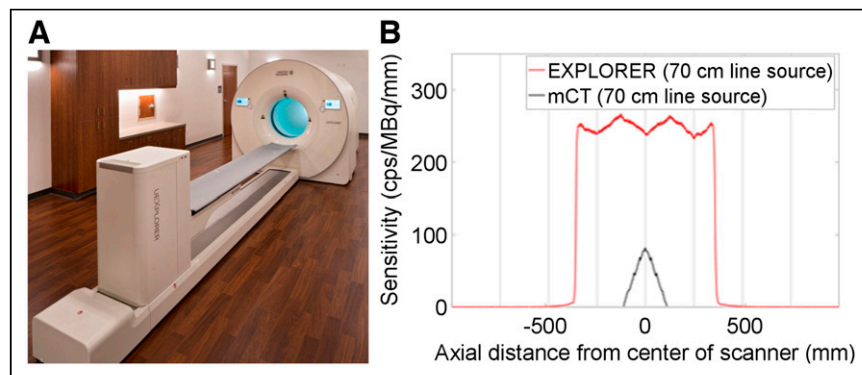 A
B
UEXPLORER
EXPLORER (70 cm line source)
mCT (70 cm line source)
Sensitivity (cps/MBq/mm)
300
200
100
0
-500
0
500
Axial distance from center of scanner (mm)